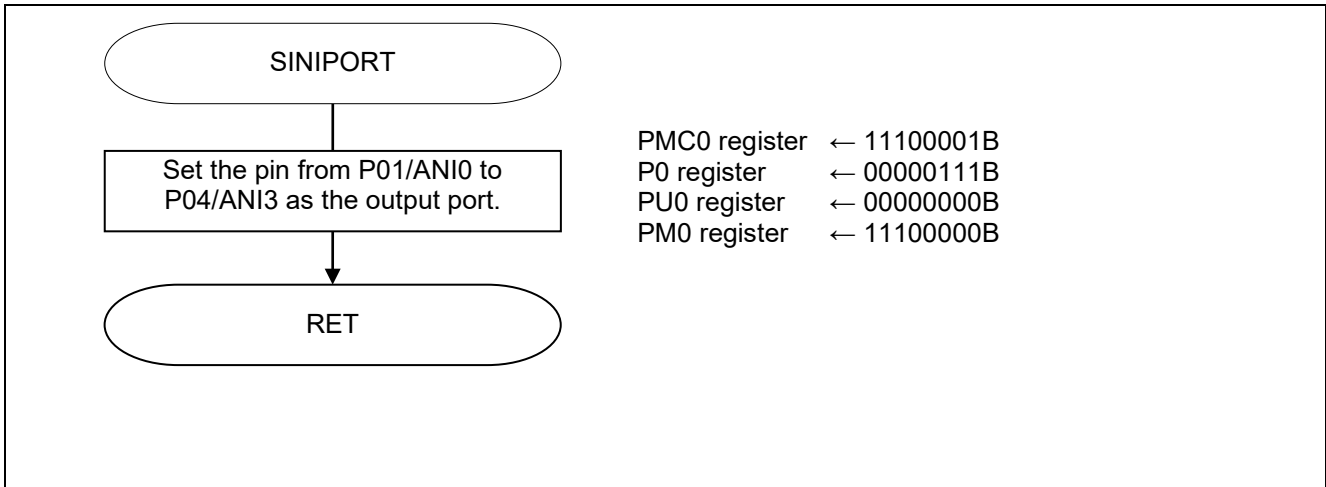 SINIPORT
Set the pin from P01/ANI0 to
P04/ANI3 as the output port.
PMC0 register ← 11100001B
P0 register ← 00000111B
PU0 register ← 00000000B
PM0 register ← 11100000B
RET